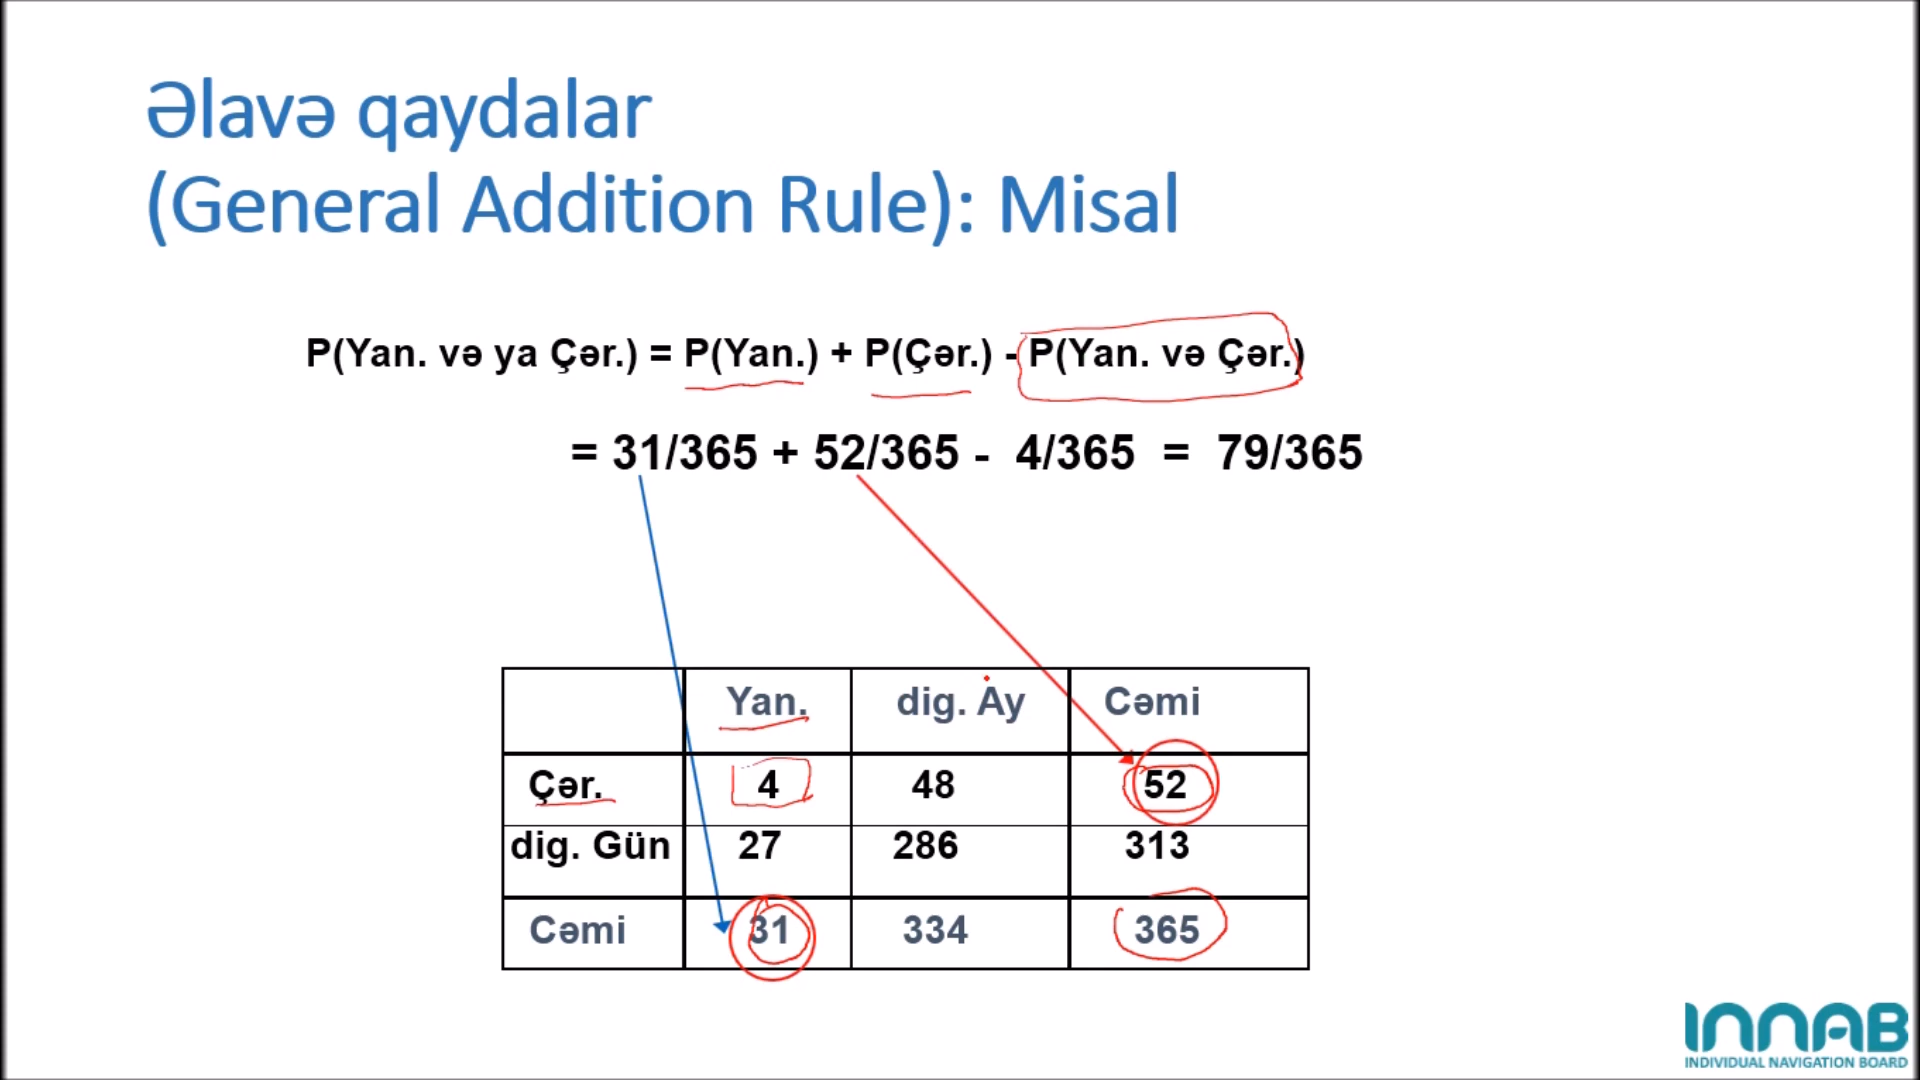 Əlavə qaydalar
(General Addition Rule): Misal
P(Yan. və ya Çər.) = P(Yan.) + P(Çər.) - P(Yan. və Çər.)
= 31/365 + 52/365 - 4/365 = 79/365
Yan. dig. Ay Cəmi
Çər. 4 48 52
dig. Gün 27 286 313
Cəmi 31 334 365
INNAB
INDIVIDUAL NAVIGATION BOARD